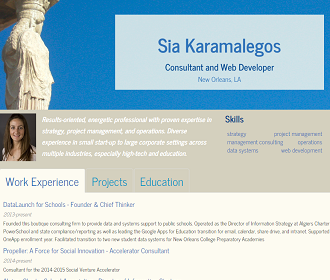 Sia Karamalegos
Consultant and Web Developer
New Orleans, LA
Results-oriented, energetic professional with proven expertise in
strategy, project management, and operations. Diverse
experience in small start-up to large corporate settings across
multiple industries, especially high-tech and education.
Skills
strategy project management
management consulting operations
data systems web development
Work Experience Projects Education
DataLaunch for Schools - Founder & Chief Thinker
2013-present
Founded this boutique consulting firm to provide data and systems support to public schools. Operated as the Director of Information Strategy at Algiers Charter
PowerSchool and state compliance/reporting as well as leading the Google Apps for Education transition for email, calendar, share drive, and intranet. Supported
OneApp enrollment year. Facilitated transition to two new student data systems for New Orleans College Preparatory Academies.
Propeller: A Force for Social Innovation - Accelerator Consultant
2014-present
Consultant for the 2014-2015 Social Venture Accelerator